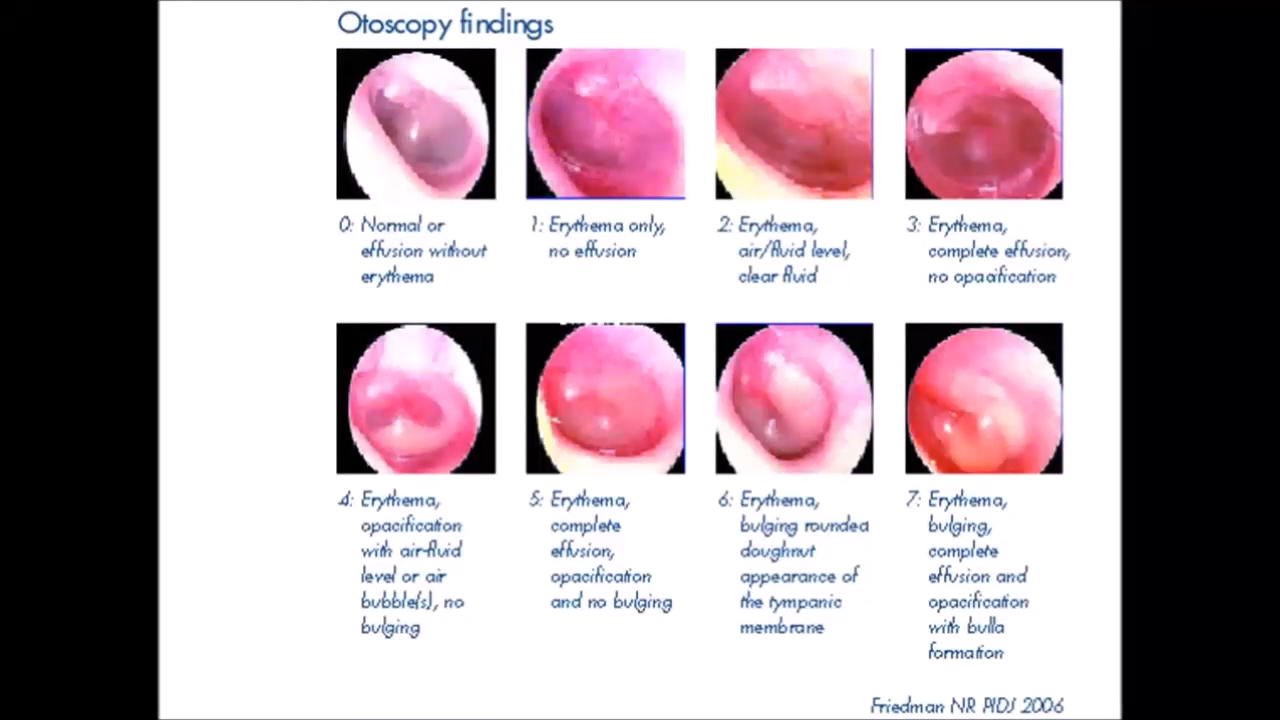 Otoscopy findings
0: Normal or
effusion without
erythema
1: Erythema only,
no effusion
2: Erythema,
air/fluid level,
clear fluid
3: Erythema,
complete effusion,
no opacification
4: Erythema,
opacification
with air-fluid
level or air
bubble(s), no
bulging
5: Erythema,
complete
effusion,
opacification
and no bulging
6: Erythema,
bulging rounded
doughnut
appearance of
the tympanic
membrane
7: Erythema,
bulging,
complete
effusion and
opacification
with bulla
formation
Friedman NR PIDJ 2006